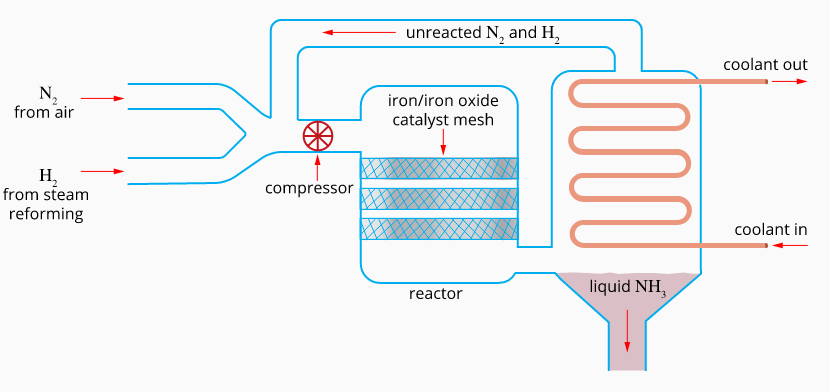 unreacted N₂ and H₂
coolant out
N₂
from air
iron/iron oxide
catalyst mesh
H₂
from steam
reforming
compressor
coolant in
liquid NH₃
reactor